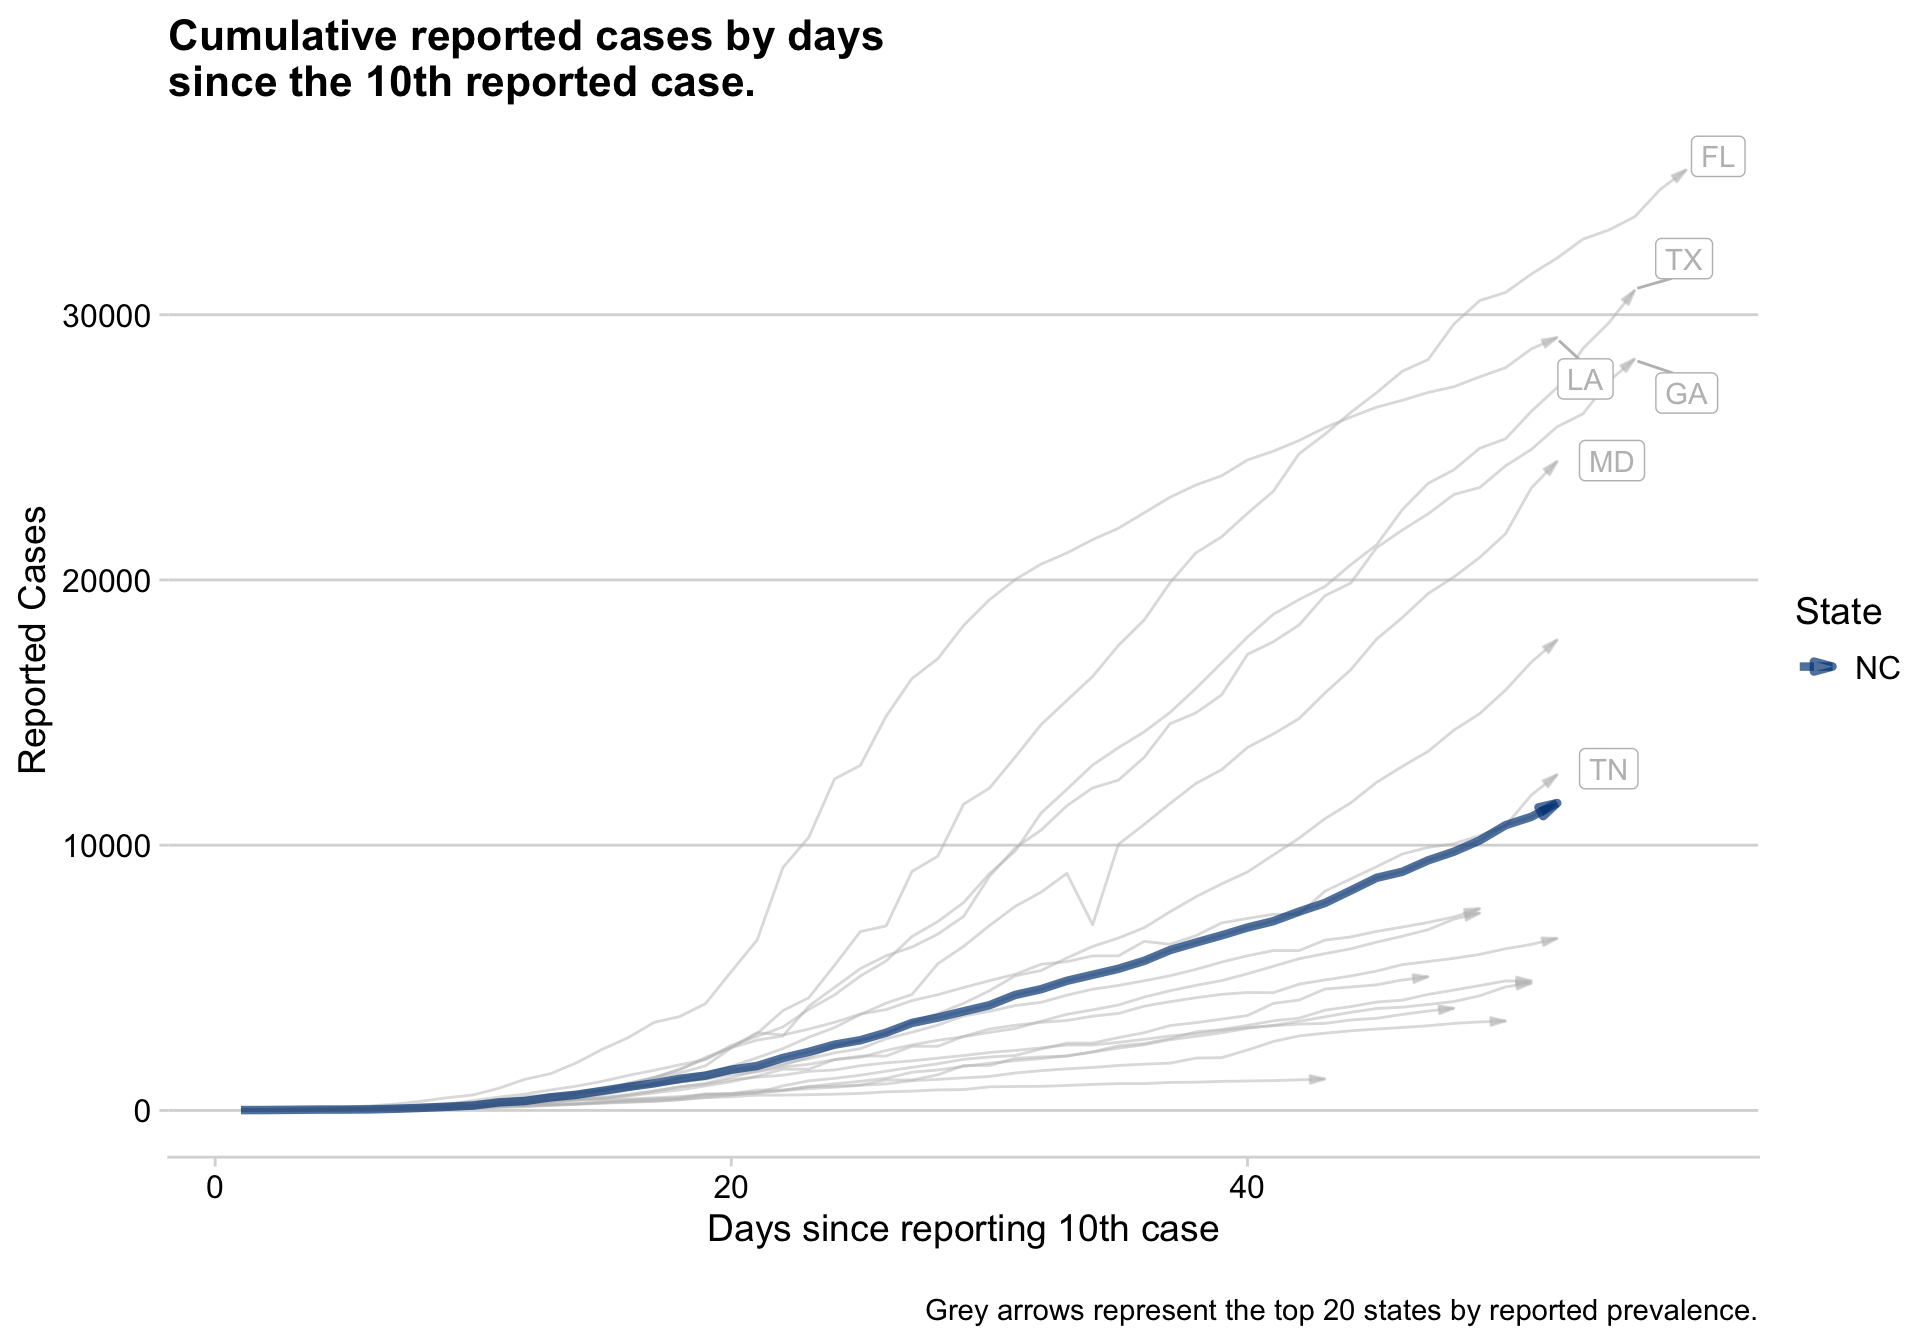 Cumulative reported cases by days
since the 10th reported case.
FL
TX
30000
LA
GA
MD
Reported Cases
20000
State
NC
TN
10000
0
0 20 40
Days since reporting 10th case
Grey arrows represent the top 20 states by reported prevalence.